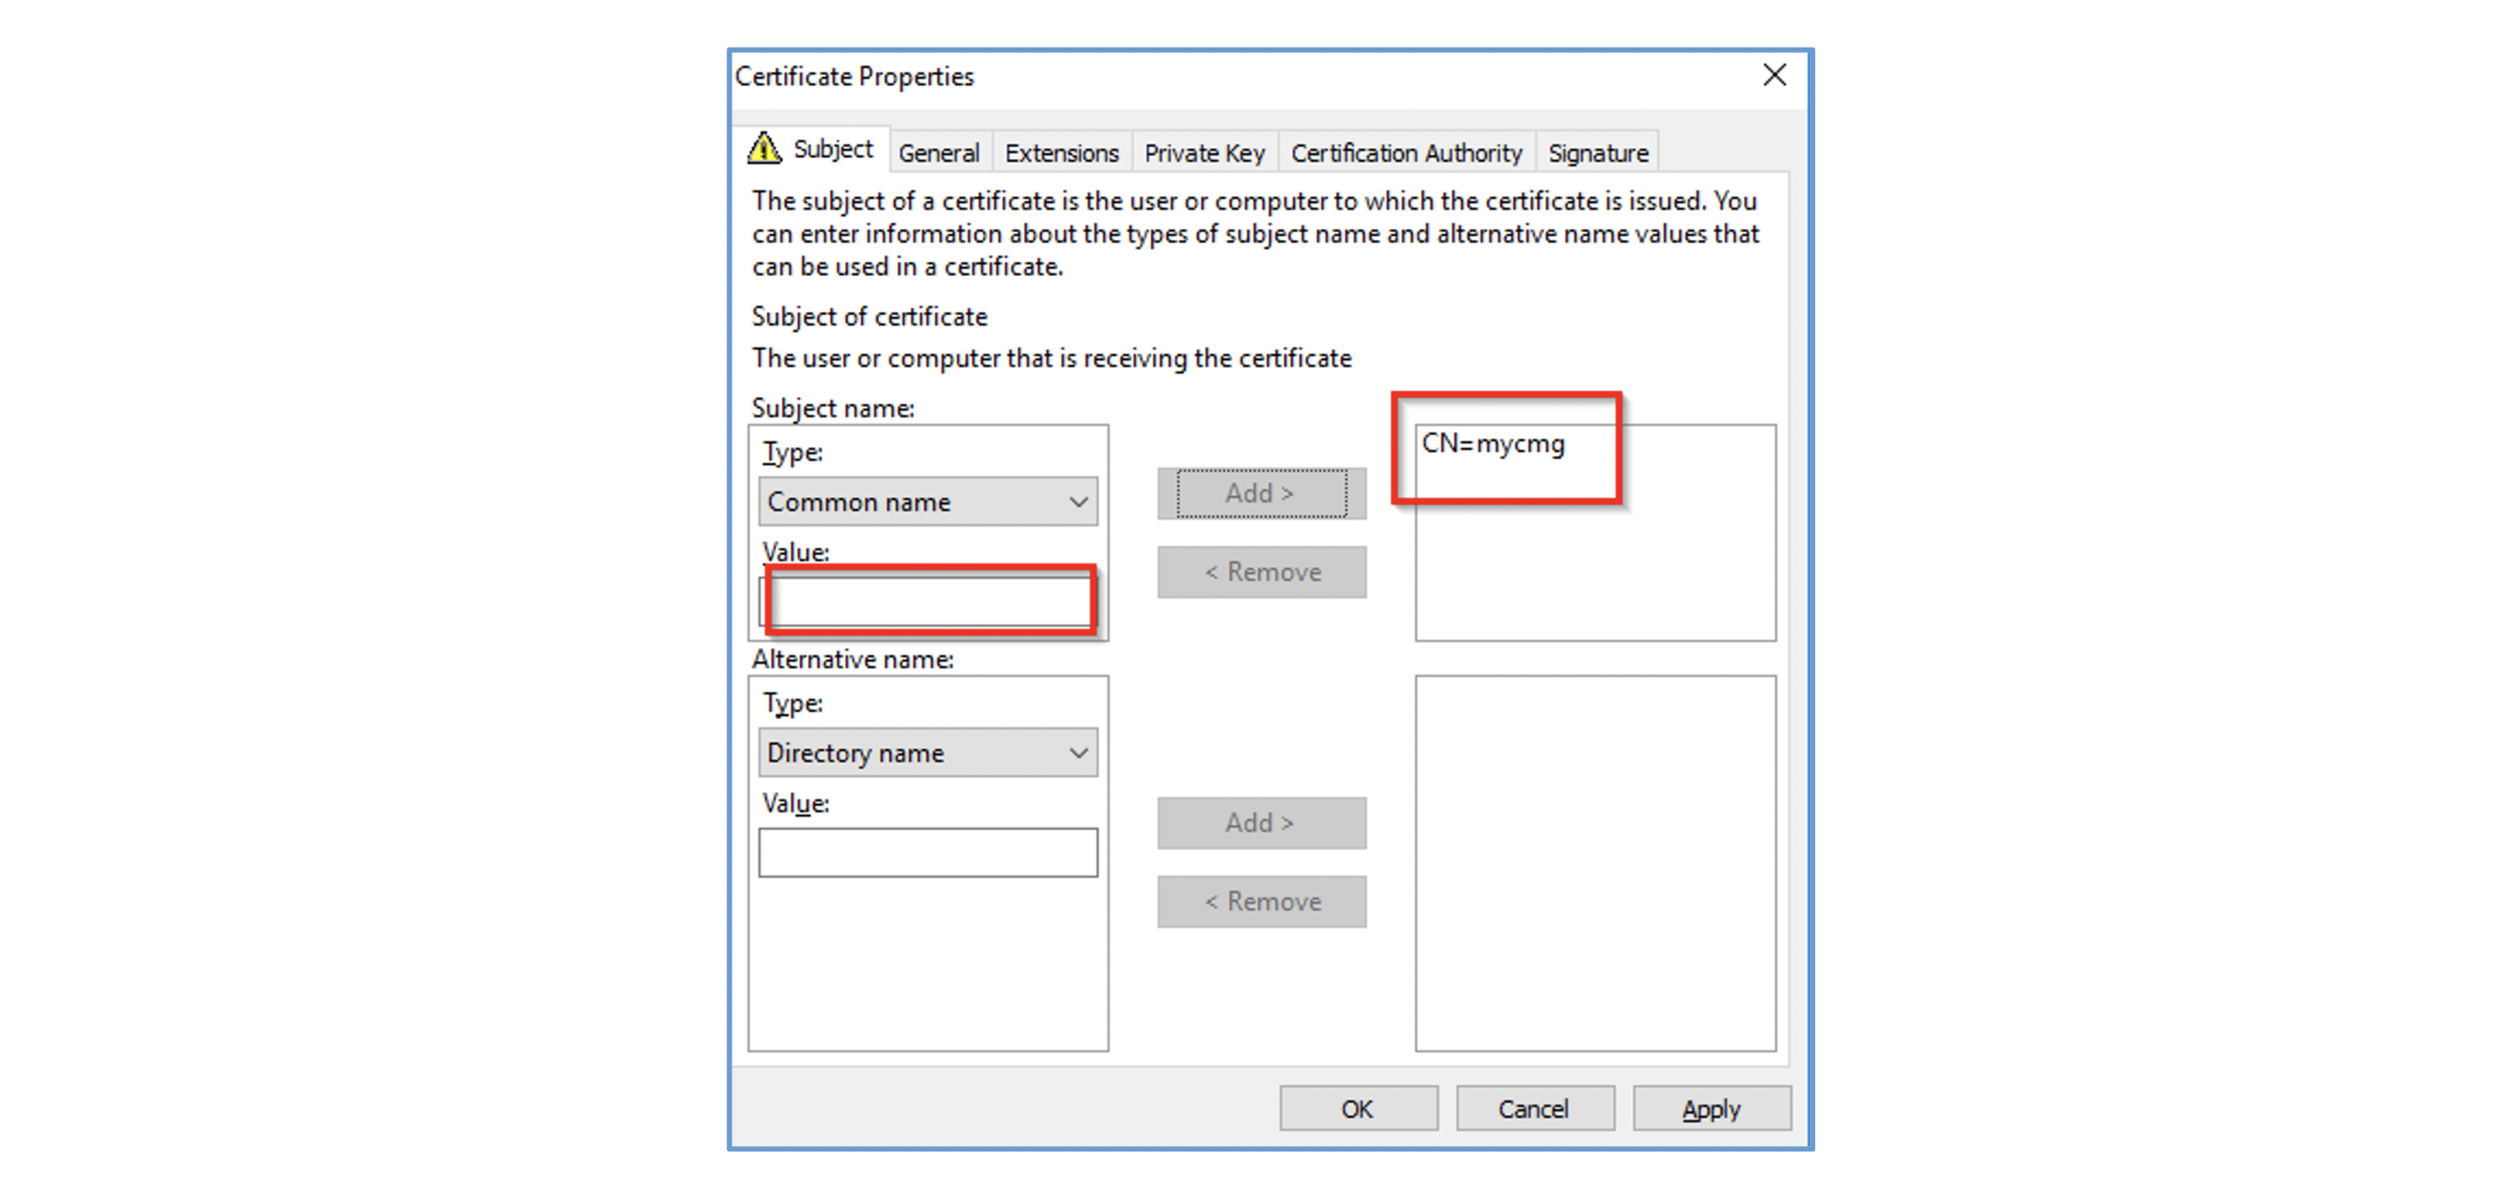 Certificate Properties
Subject General Extensions Private Key Certification Authority Signature
The subject of a certificate is the user or computer to which the certificate is issued. You
can enter information about the types of subject name and alternative name values that
can be used in a certificate.
Subject of certificate
The user or computer that is receiving the certificate
Subject name:
Type:
Common name
Value:
Add >
< Remove
CN=mycmg
Alternative name:
Type:
Directory name
Value:
Add >
< Remove
OK Cancel Apply